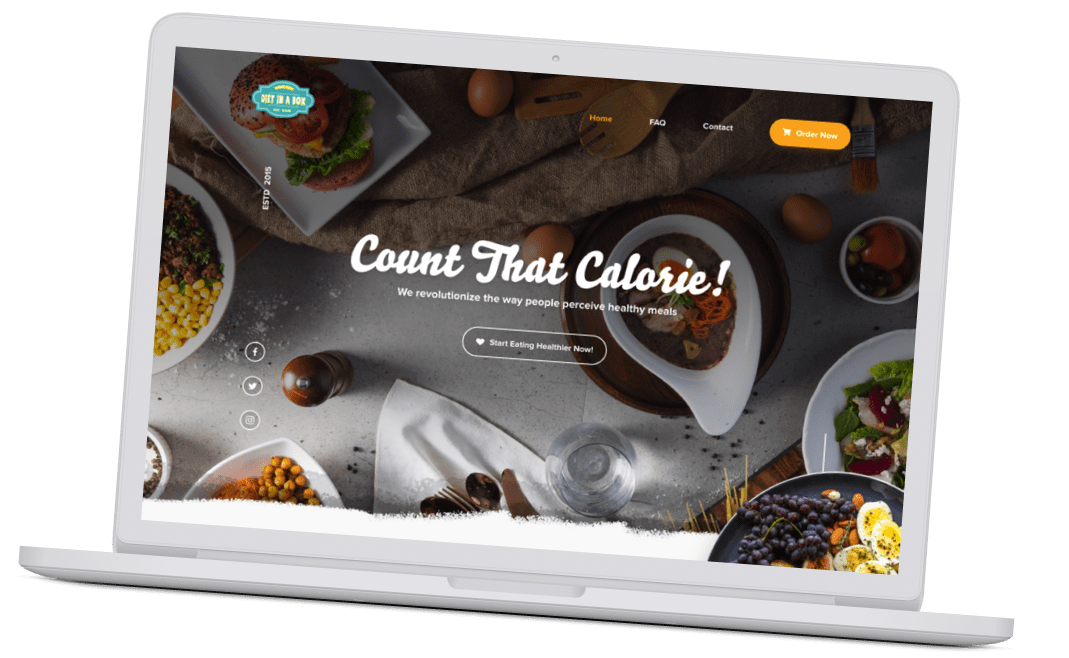 DIET IN A BOX
Home
FAQ
Contact
Order Now
ESTD 2015
Count That Calorie!
We revolutionize the way people perceive healthy meals
Start Eating Healthier Now!